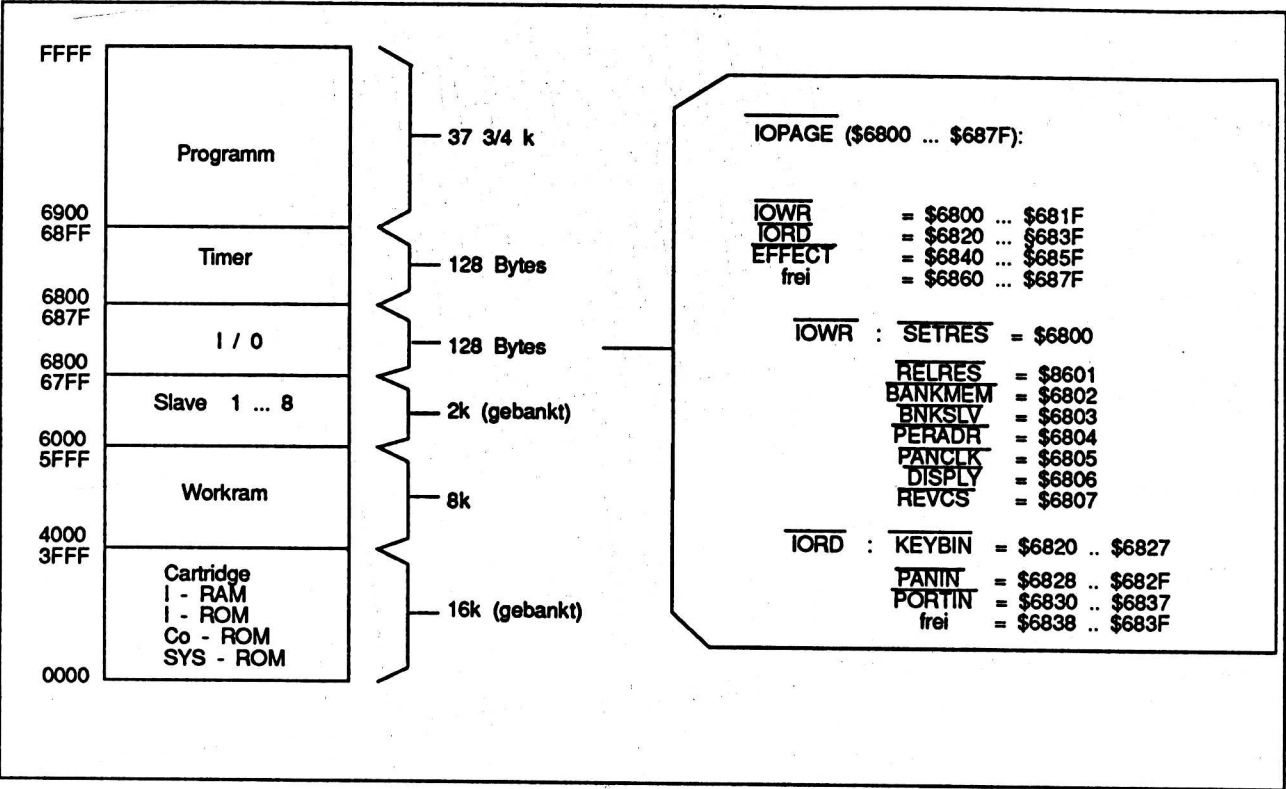 FFFF
Programm
37 3/4 k
6900
68FF
Timer
128 Bytes
6800
687F
I / 0
128 Bytes
6800
67FF
Slave 1 ... 8
2k (gebankt)
6000
5FFF
Workram
8k
4000
3FFF
Cartridge
I - RAM
I - ROM
Co - ROM
SYS - ROM
16k (gebankt)
0000
IOPAGE ($6800 ... $687F):
IOWR = $6800 ... $681F
IORD = $6820 ... §683F
EFFECT = $6840 ... $685F
frei = $6860 ... $687F
IOWR : SETRES = $6800
RELRES = $8601
BANKMEM = $6802
BNKSLV = $6803
PERADR = $6804
PANCLK = $6805
DISPLY = $6806
REVCS = $6807
IORD : KEYBIN = $6820 .. $6827
PANIN = $6828 .. $682F
PORTIN = $6830 .. $6837
frei = $6838 .. $683F